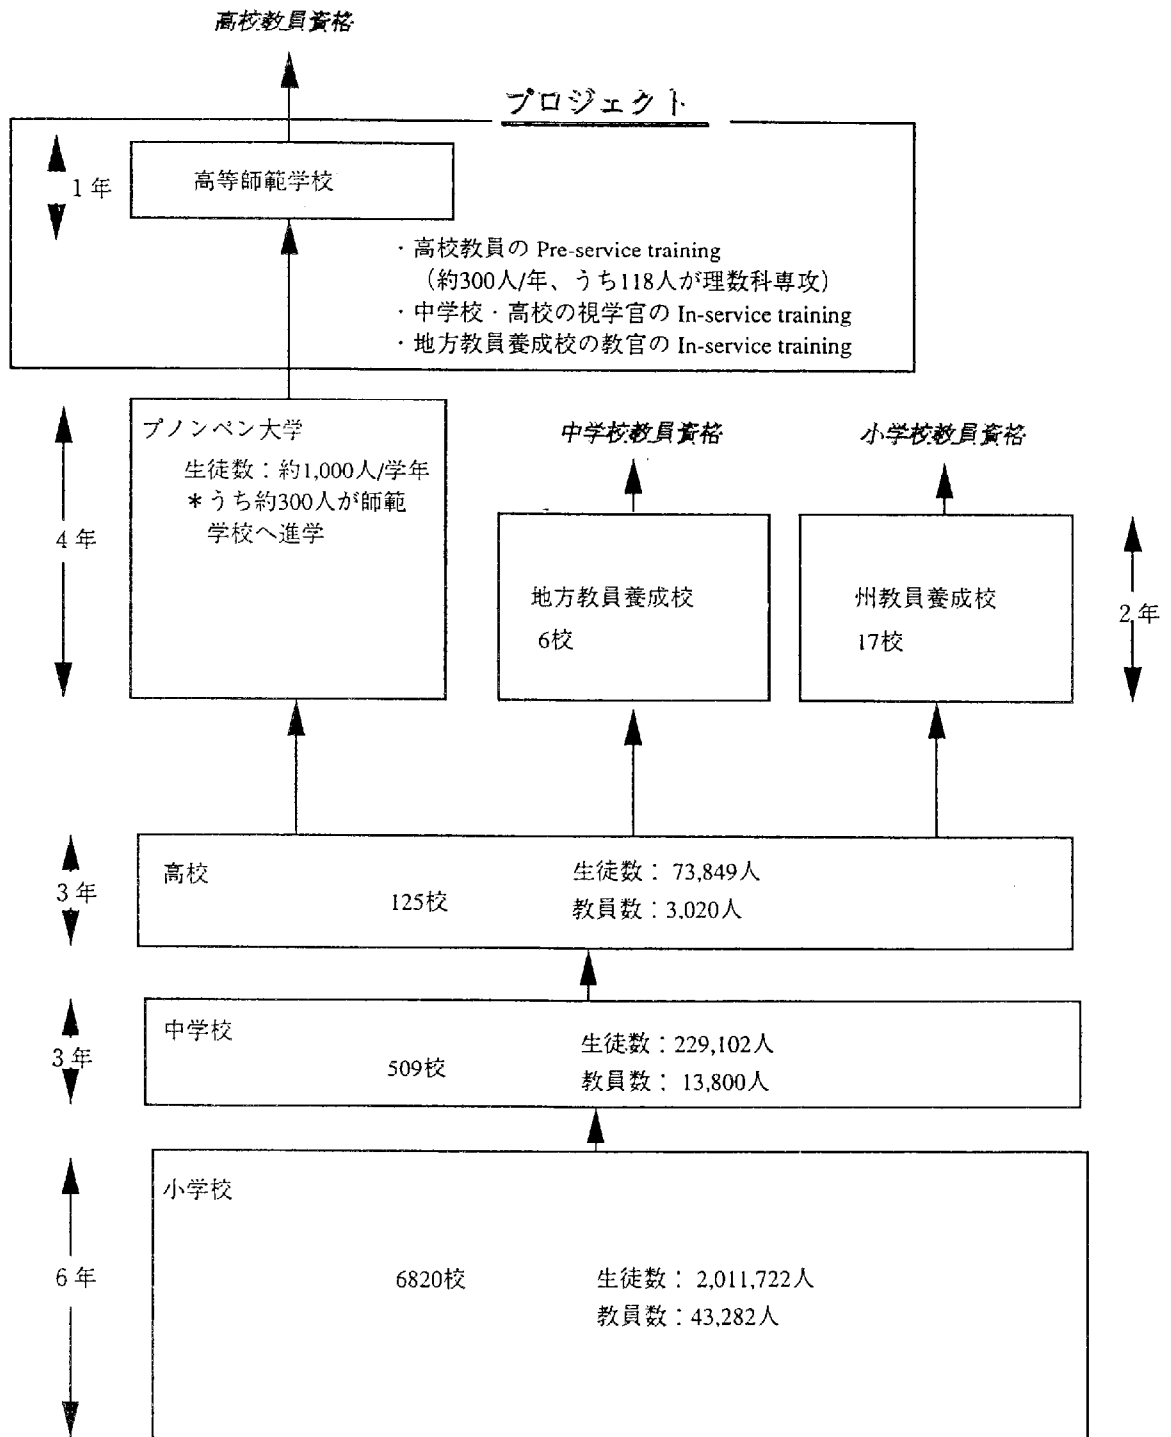 高校教員資格
プロジェクト
1年
高等師範学校
・高校教員の Pre-service training
（約300人/年、うち118人が理数科専攻）
・中学校・高校の視学官の In-service training
・地方教員養成校の教官の In-service training
4年
プノンペン大学
生徒数：約1,000人/学年
＊うち約300人が師範
学校へ進学
中学校教員資格
地方教員養成校
6校
小学校教員資格
州教員養成校
17校
2年
3年
高校
125校
生徒数： 73,849人
教員数：3,020人
3年
中学校
509校
生徒数：229,102人
教員数： 13,800人
6年
小学校
6820校
生徒数： 2,011,722人
教員数：43,282人